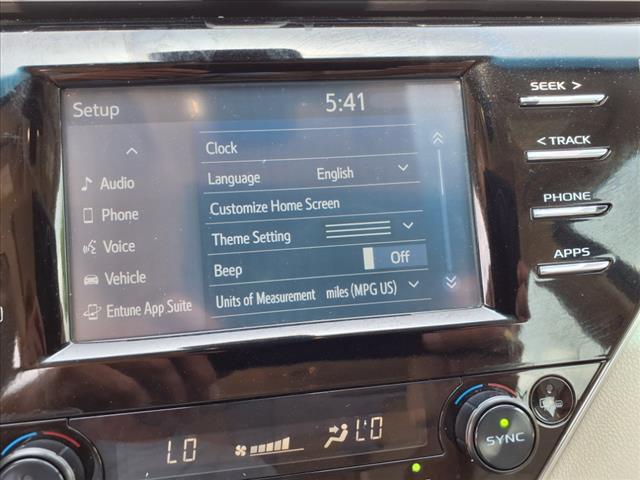 Setup 5:41
Clock
Language English
Customize Home Screen
Theme Setting
Beep Off
Units of Measurement miles (MPG US)
Audio
Phone
Voice
Vehicle
Entune App Suite
SEEK >
< TRACK
PHONE
APPS
LO LO
SYNC